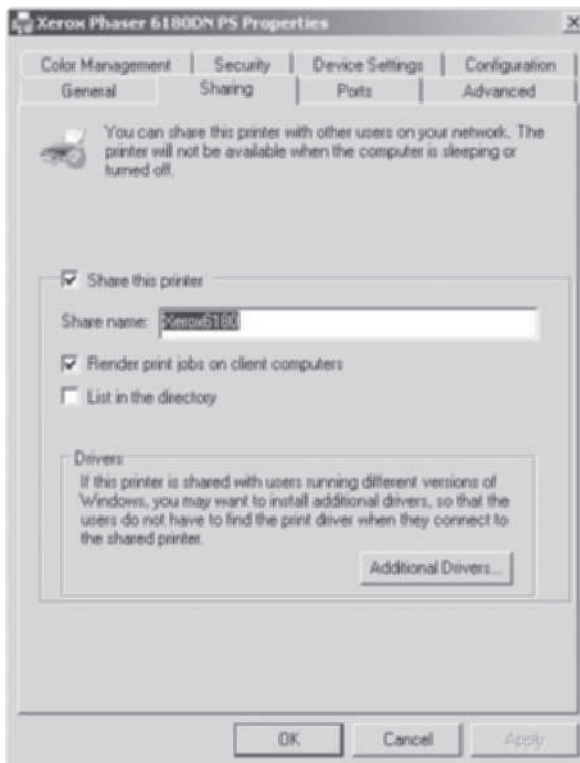 Xerox Phaser 6180DN PS Properties
Color Management Security Device Settings Configuration
General Sharing Ports Advanced
You can share this printer with other users on your network. The
printer will not be available when the computer is sleeping or
turned off.
Share this printer
Share name: Xerox6180
Render print jobs on client computers
List in the directory
Drivers
If this printer is shared with users running different versions of
Windows, you may want to install additional drivers, so that the
users do not have to find the print driver when they connect to
the shared printer.
Additional Drivers...
OK Cancel Apply